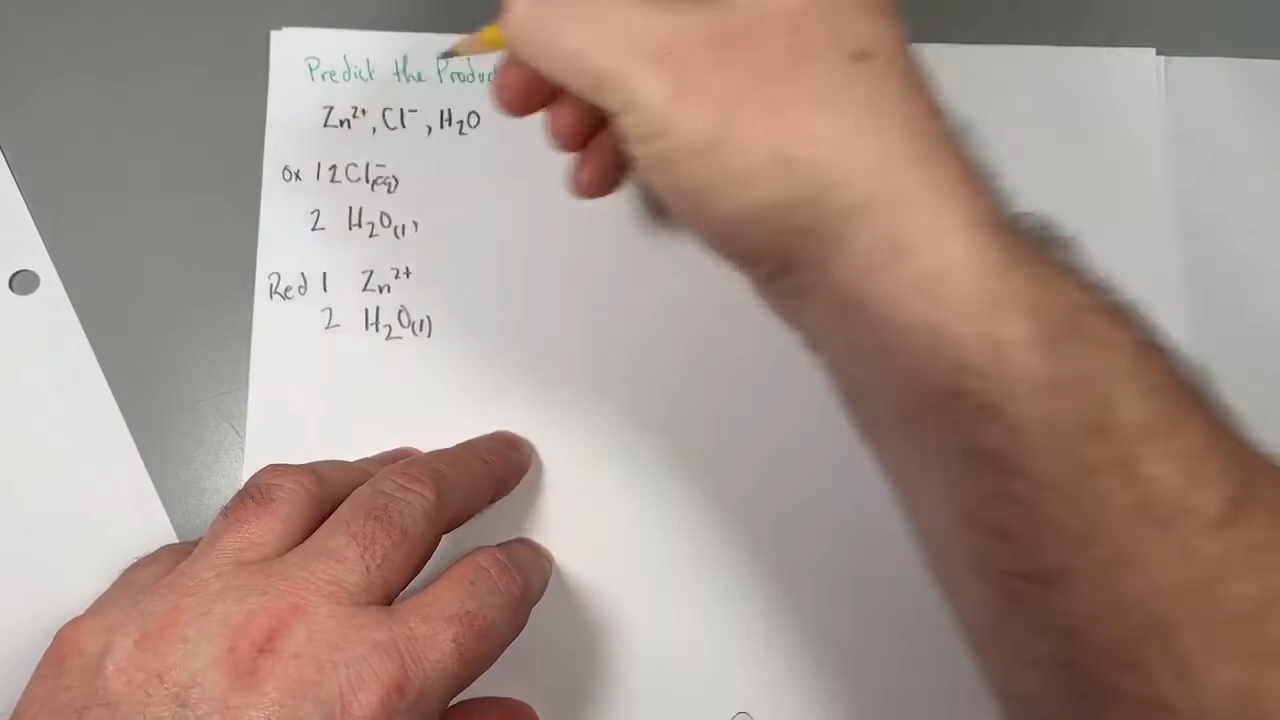 Predict the Produc
Zn²⁺, Cl⁻, H₂O
Ox 1 2Cl⁻(aq)
2 H₂O(l)
Red 1 Zn²⁺
2 H₂O(l)